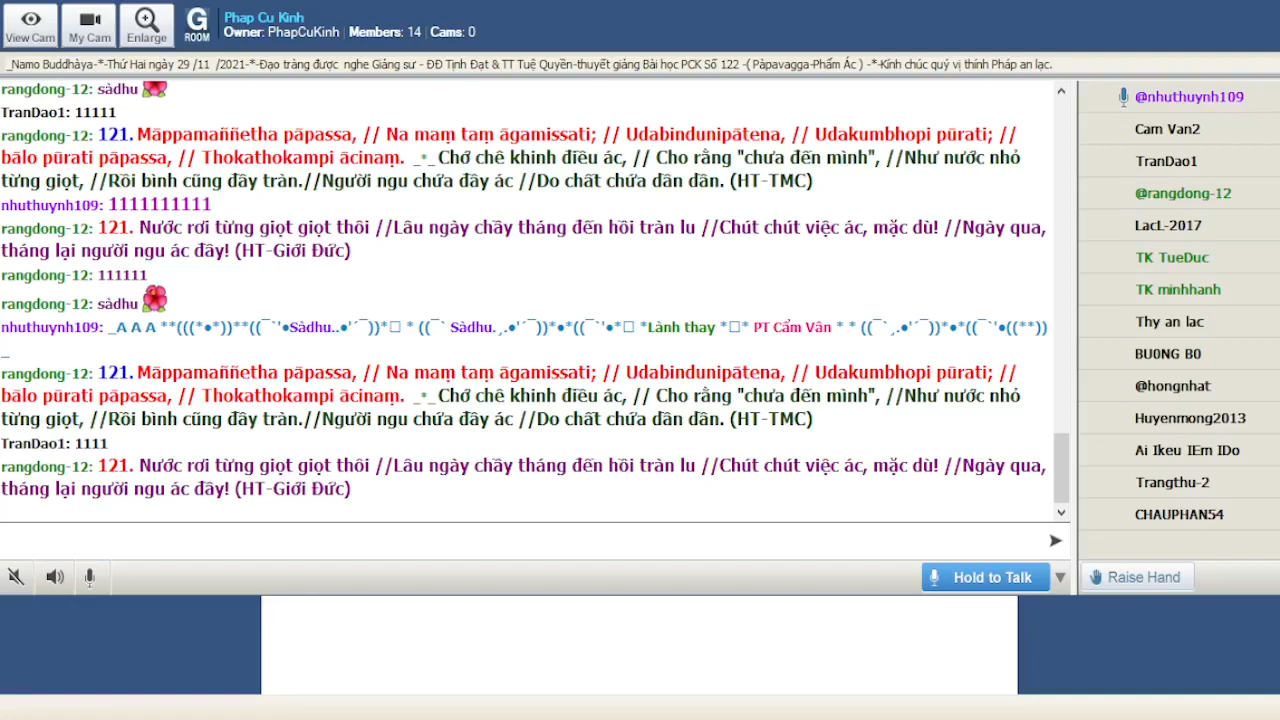 View Cam
My Cam
Enlarge
G
ROOM
Phap Cu Kinh
Owner: PhapCuKinh | Members: 14 | Cams: 0
_Namo Buddhàya-*-Thứ Hai ngày 29 /11 /2021-*-Đạo tràng được nghe Giảng sư - ĐĐ Tịnh Đạt & TT Tuệ Quyền-thuyết giảng Bài học PCK Số 122 -( Pàpavagga-Phẩm Ác ) -*-Kính chúc quý vị thính Pháp an lạc.
rangdong-12: sàdhu
TranDao1: 11111
rangdong-12: 121. Māppamaññetha pāpassa, // Na maṃ taṃ āgamissati; // Udabindunipātena, // Udakumbhopi pūrati; //
bālo pūrati pāpassa, // Thokathokampi ācinaṃ. _*_Chớ chê khinh điều ác, // Cho rằng "chưa đến mình", //Như nước nhỏ
từng giọt, //Rồi bình cũng đầy tràn.//Người ngu chứa đầy ác //Do chất chứa dần dần. (HT-TMC)
nhuthuynh109: 1111111111
rangdong-12: 121. Nước rơi từng giọt giọt thôi //Lâu ngày chầy tháng đến hồi tràn lu //Chút chút việc ác, mặc dù! //Ngày qua,
tháng lại người ngu ác đầy! (HT-Giới Đức)
rangdong-12: 111111
rangdong-12: sàdhu
nhuthuynh109: _A A A **(((*•*))**((¯`'•Sàdhu..•'´¯))*□ * ((¯` Sàdhu.¸.•'´¯))*•*((¯`'•*□ *Lành thay *□* PT Cẩm Vân * * ((¯`¸.•'´¯))*•*((¯`'•((**))
_
rangdong-12: 121. Māppamaññetha pāpassa, // Na maṃ taṃ āgamissati; // Udabindunipātena, // Udakumbhopi pūrati; //
bālo pūrati pāpassa, // Thokathokampi ācinaṃ. _*_Chớ chê khinh điều ác, // Cho rằng "chưa đến mình", //Như nước nhỏ
từng giọt, //Rồi bình cũng đầy tràn.//Người ngu chứa đầy ác //Do chất chứa dần dần. (HT-TMC)
TranDao1: 1111
rangdong-12: 121. Nước rơi từng giọt giọt thôi //Lâu ngày chầy tháng đến hồi tràn lu //Chút chút việc ác, mặc dù! //Ngày qua,
tháng lại người ngu ác đầy! (HT-Giới Đức)
Hold to Talk
@nhuthuynh109
Cam Van2
TranDao1
@rangdong-12
LacL-2017
TK TueDuc
TK minhhanh
Thy an lac
BU0NG B0
@hongnhat
Huyenmong2013
Ai Ikeu IEm IDo
Trangthu-2
CHAUPHAN54
Raise Hand